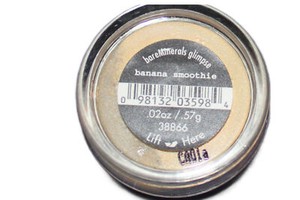 bareMinerals glimpse
banana smoothie
0 98132 03598 4
.02oz / .57g
38866
Lift Here